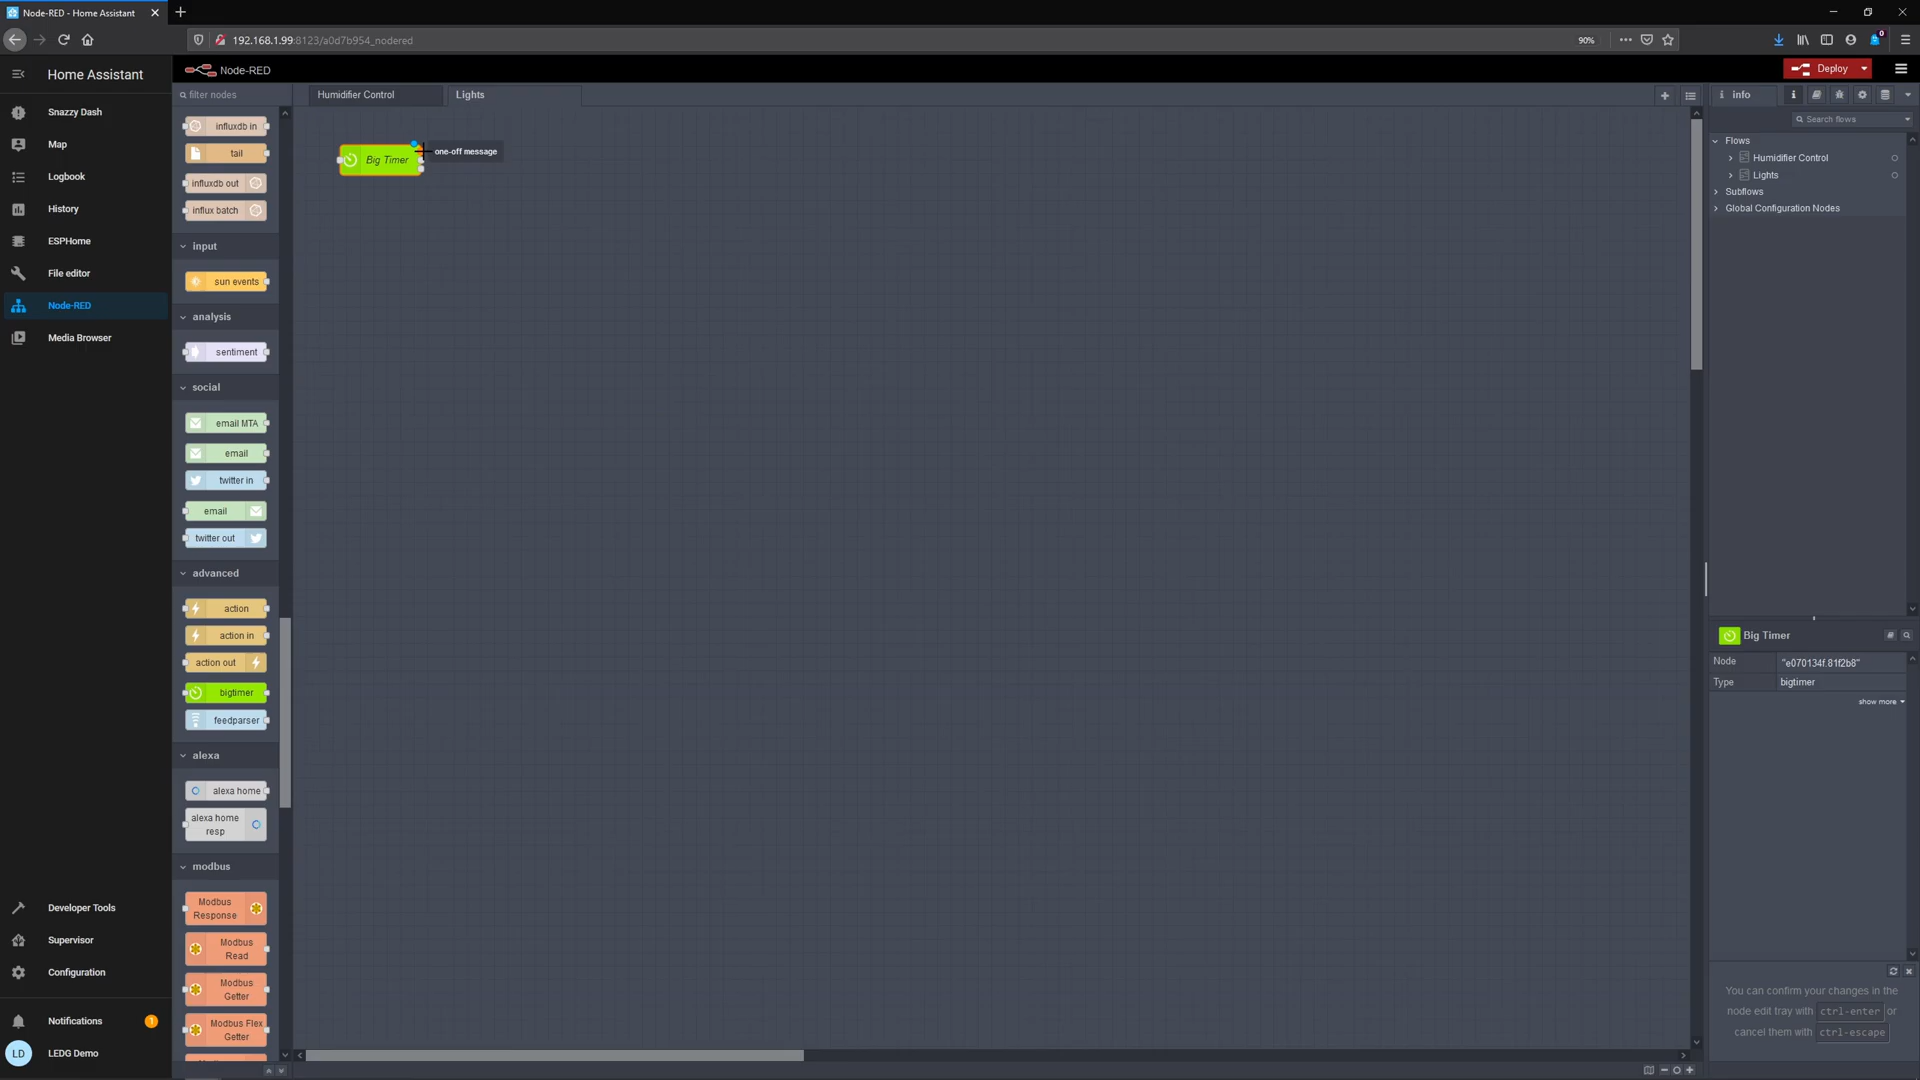 Node-RED - Home Assistant
192.168.1.99:8123/a0d7b954_nodered
90%
0
Home Assistant
Node-RED
Deploy
Snazzy Dash
Map
Logbook
History
ESPHome
File editor
Node-RED
Media Browser
Developer Tools
Supervisor
Configuration
Notifications
1
LD
LEDG Demo
filter nodes
influxdb in
tail
influxdb out
influx batch
input
sun events
analysis
sentiment
social
email MTA
email
twitter in
email
twitter out
advanced
action
action in
action out
bigtimer
feedparser
alexa
alexa home
alexa home
resp
modbus
Modbus
Response
Modbus
Read
Modbus
Getter
Modbus Flex
Getter
Humidifier Control
Lights
Big Timer
one-off message
i
info
i
Search flows
Flows
Humidifier Control
Lights
Subflows
Global Configuration Nodes
Big Timer
Node
"e070134f.81f2b8"
Type
bigtimer
show more
You can confirm your changes in the
node edit tray with ctrl-enter or
cancel them with ctrl-escape